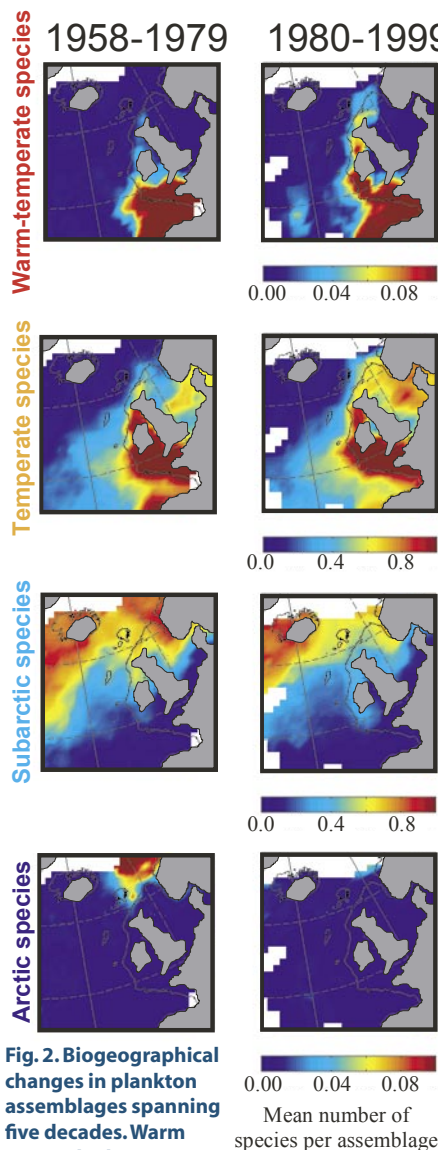 1958-1979 1980-1999
Warm-temperate species
0.00 0.04 0.08
Temperate species
0.0 0.4 0.8
Subarctic species
0.0 0.4 0.8
Arctic species
Fig. 2. Biogeographical
changes in plankton
assemblages spanning
five decades. Warm
0.00 0.04 0.08
Mean number of
species per assemblage